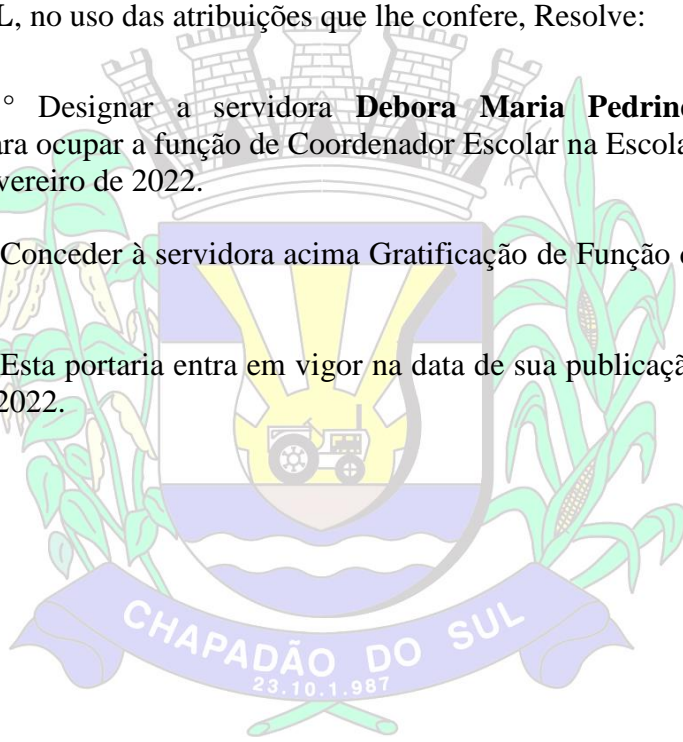 L, no uso das atribuições que lhe confere, Resolve:
° Designar a servidora Debora Maria Pedrin
ra ocupar a função de Coordenador Escolar na Escola
vereiro de 2022.
Conceder à servidora acima Gratificação de Função
Esta portaria entra em vigor na data de sua publicaçã
2022.
CHAPADÃO DO SUL
23.10.1.987